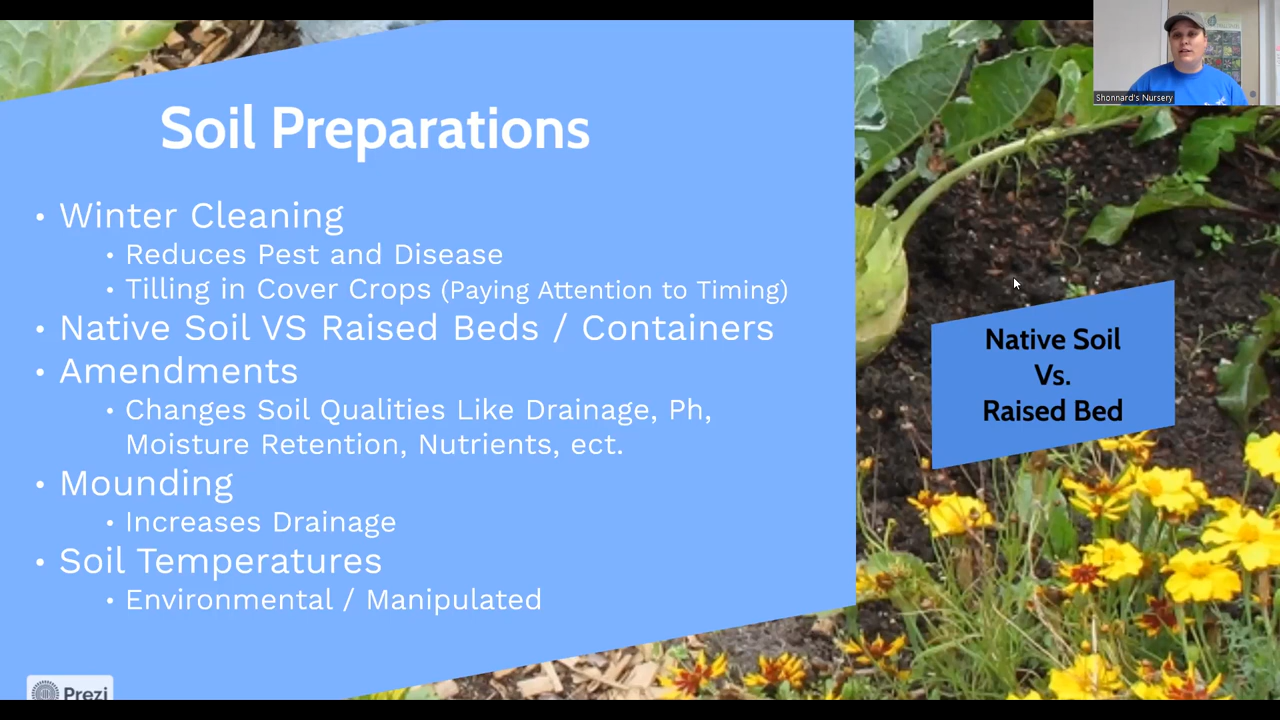 Soil Preparations
• Winter Cleaning
• Reduces Pest and Disease
• Tilling in Cover Crops (Paying Attention to Timing)
• Native Soil VS Raised Beds / Containers
• Amendments
• Changes Soil Qualities Like Drainage, Ph,
Moisture Retention, Nutrients, ect.
• Mounding
• Increases Drainage
• Soil Temperatures
• Environmental / Manipulated
Native Soil
Vs.
Raised Bed
Shonnard's Nursery
Prezi